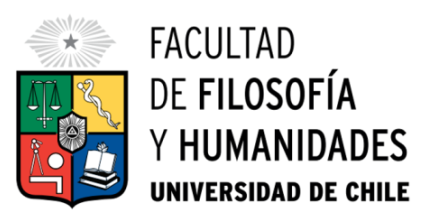 FACULTAD
DE FILOSOFÍA
Y HUMANIDADES
UNIVERSIDAD DE CHILE